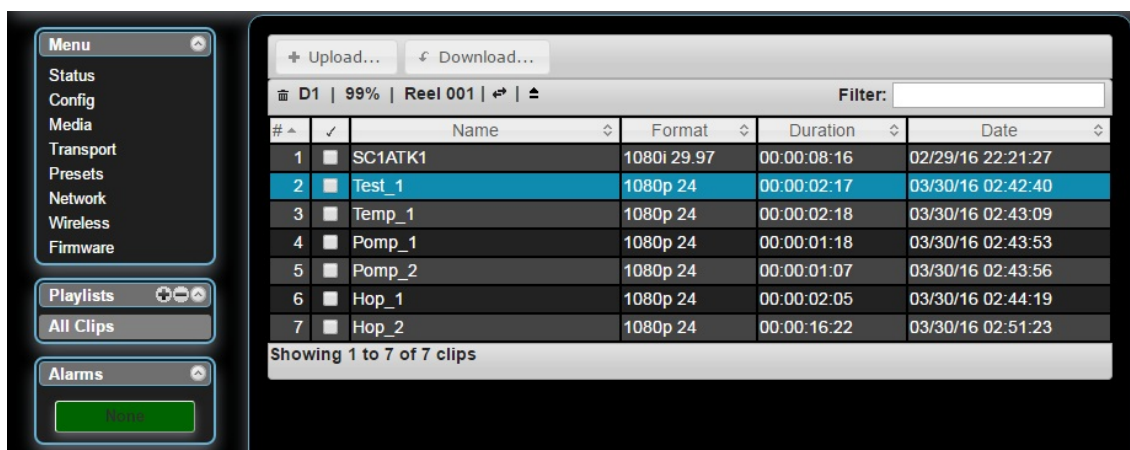 Menu
Status
Config
Media
Transport
Presets
Network
Wireless
Firmware
Playlists
All Clips
Alarms
None
Upload... Download...
D1 | 99% | Reel 001 | | Filter:
# ✓ Name Format Duration Date
1 SC1ATK1 1080i 29.97 00:00:08:16 02/29/16 22:21:27
2 Test_1 1080p 24 00:00:02:17 03/30/16 02:42:40
3 Temp_1 1080p 24 00:00:02:18 03/30/16 02:43:09
4 Pomp_1 1080p 24 00:00:01:18 03/30/16 02:43:53
5 Pomp_2 1080p 24 00:00:01:07 03/30/16 02:43:56
6 Hop_1 1080p 24 00:00:02:05 03/30/16 02:44:19
7 Hop_2 1080p 24 00:00:16:22 03/30/16 02:51:23
Showing 1 to 7 of 7 clips